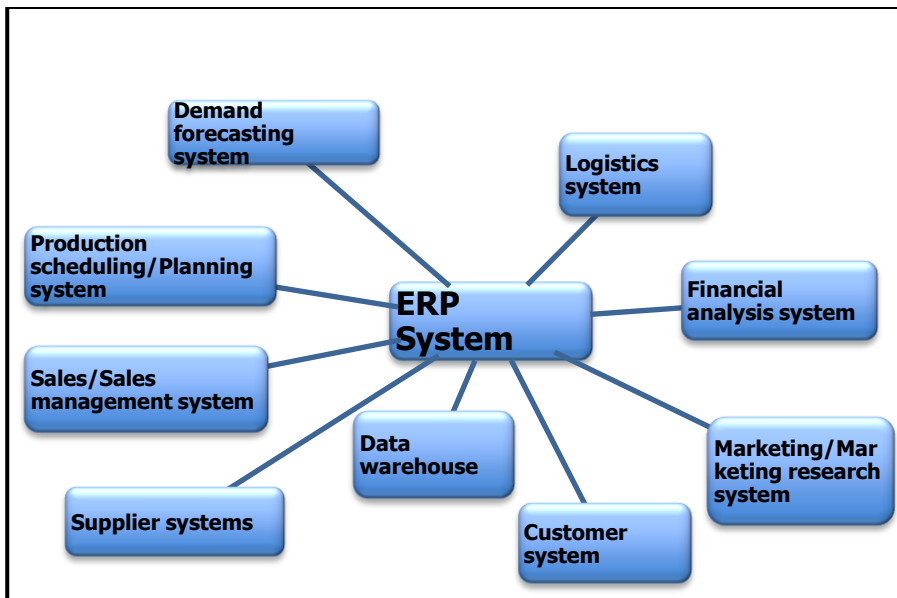 Demand
forecasting
system
Logistics
system
Production
scheduling/Planning
system
ERP
System
Financial
analysis system
Sales/Sales
management system
Data
warehouse
Marketing/Mar
keting research
system
Supplier systems
Customer
system